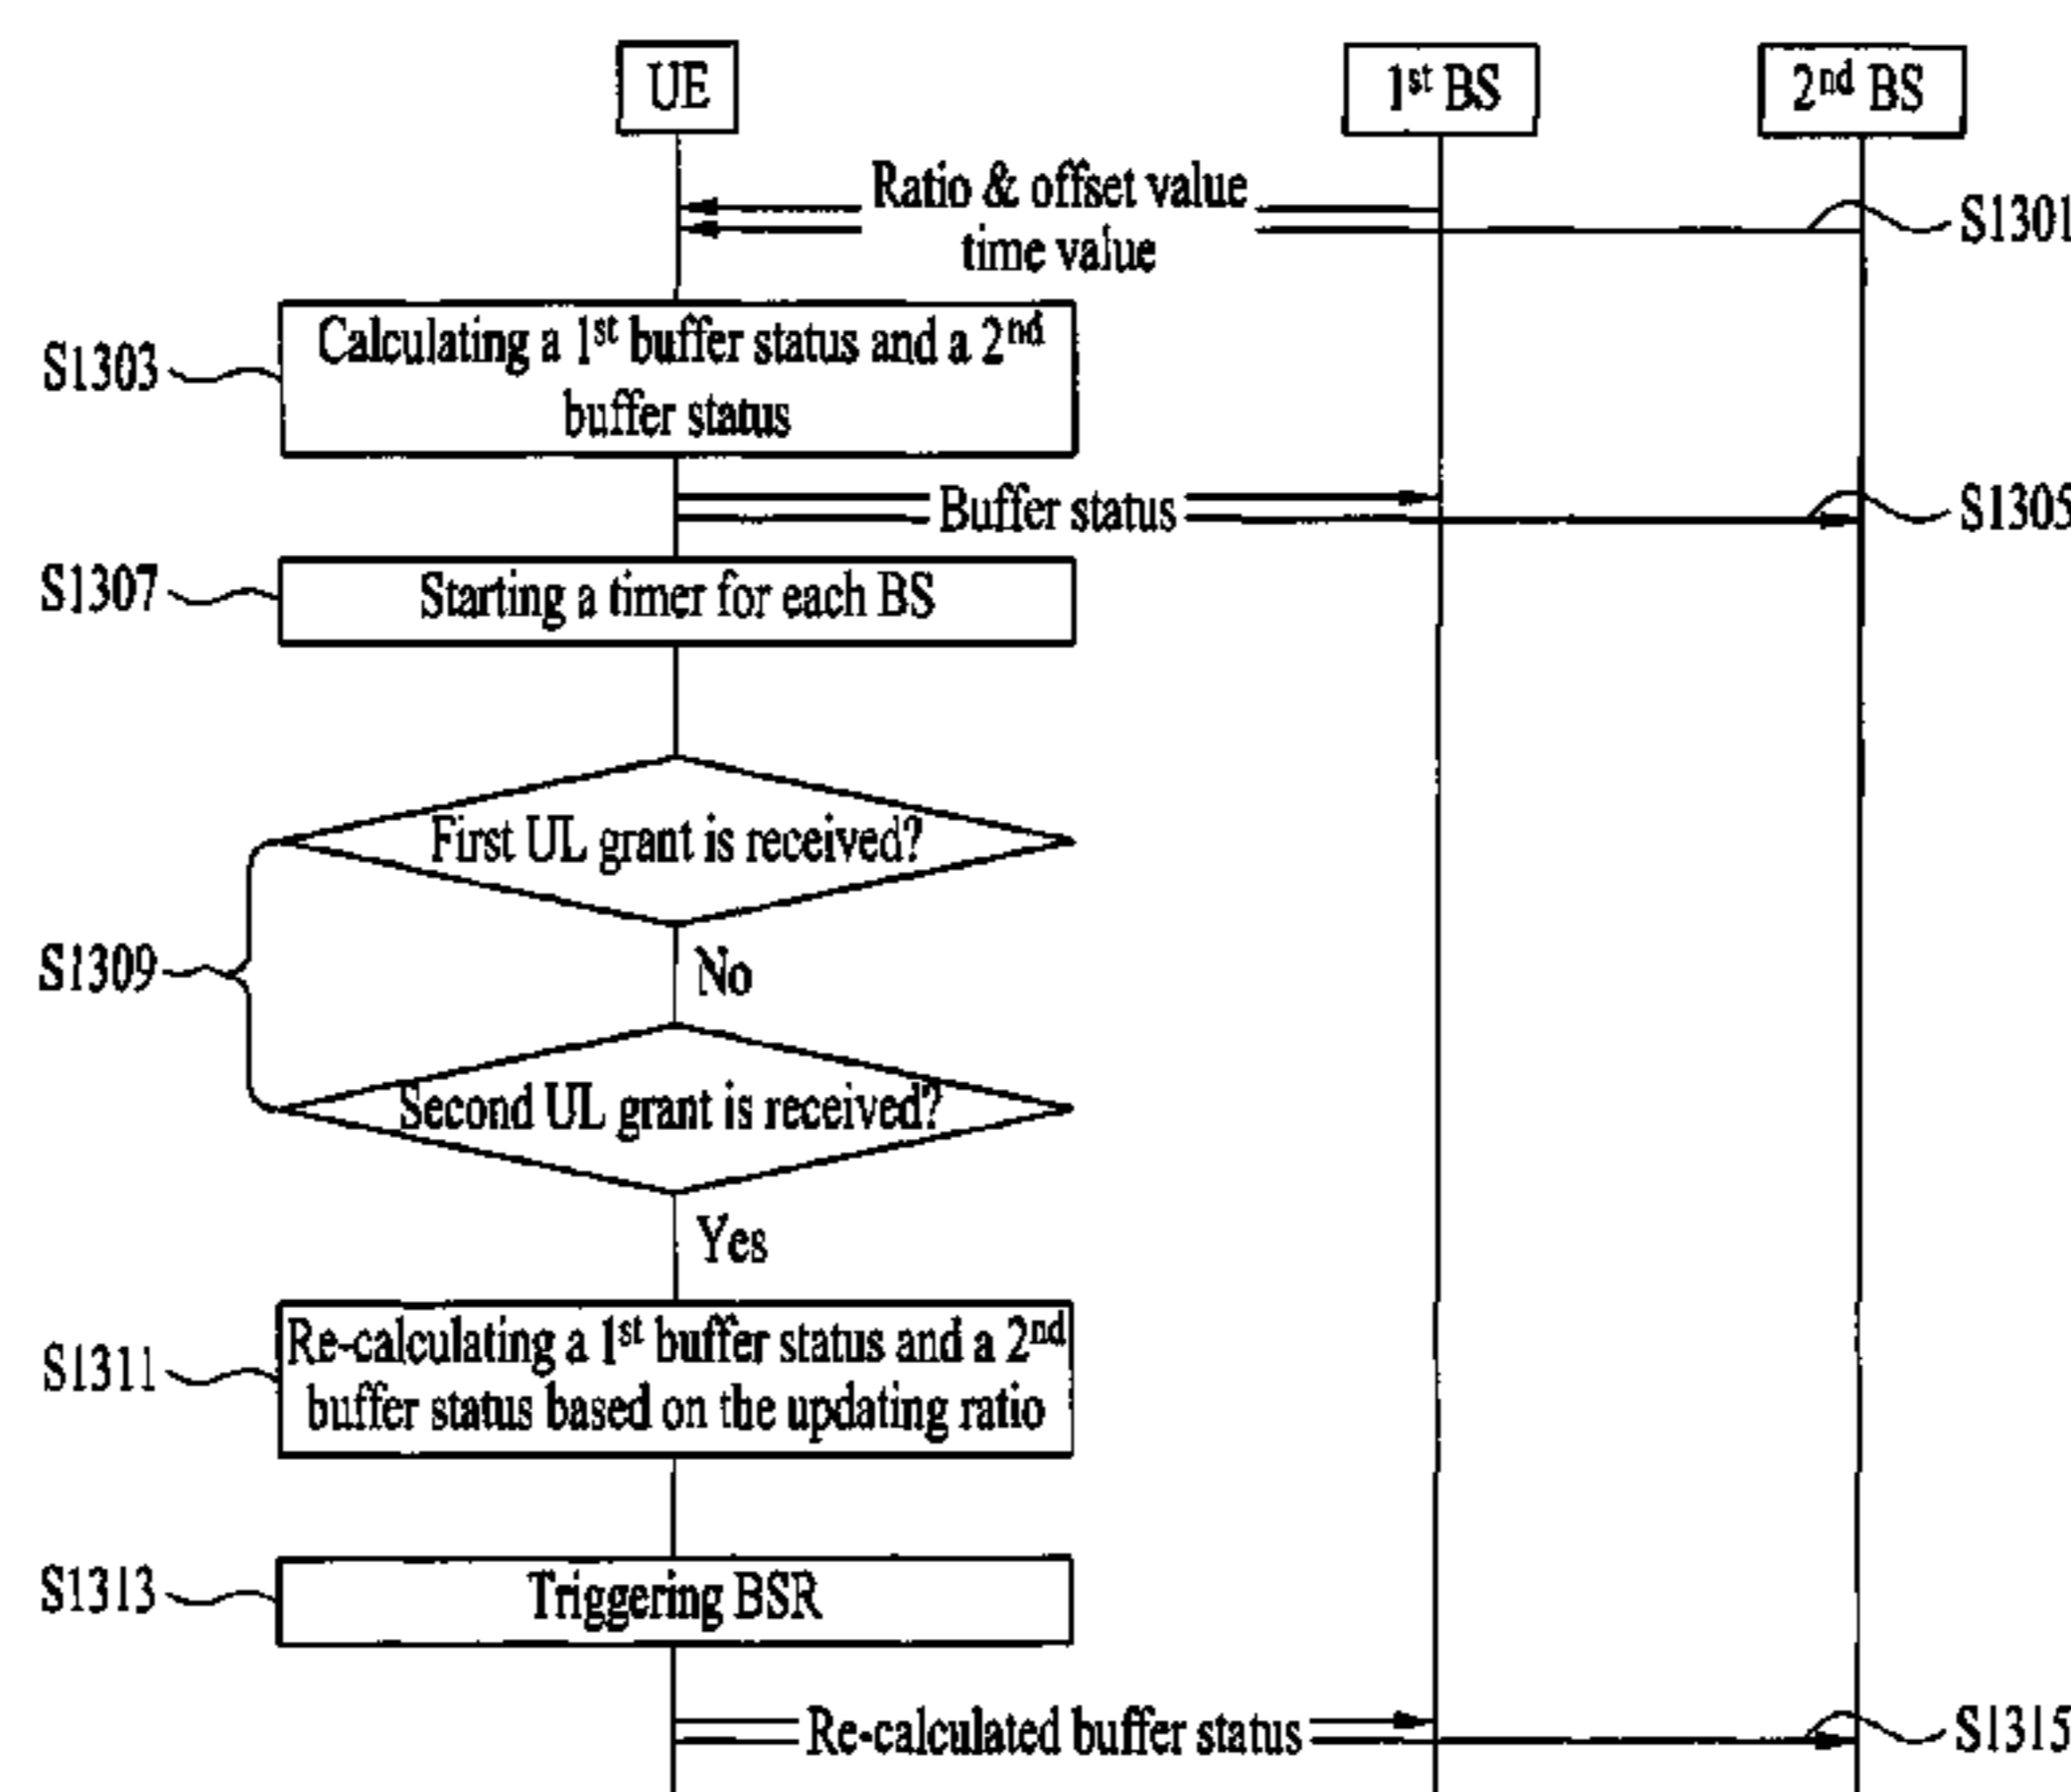 UE
1st BS
2nd BS
Ratio & offset value
time value
S1301
S1303
Calculating a 1st buffer status and a 2nd
buffer status
Buffer status
S1305
S1307
Starting a timer for each BS
First UL grant is received?
S1309
No
Second UL grant is received?
Yes
S1311
Re-calculating a 1st buffer status and a 2nd
buffer status based on the updating ratio
S1313
Triggering BSR
Re-calculated buffer status
S1315